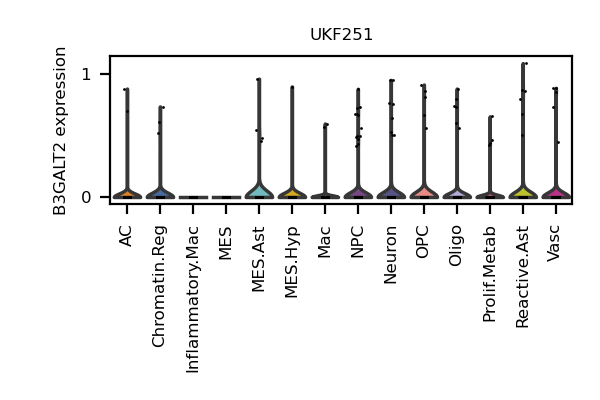 UKF251
B3GALT2 expression
1
0
AC
Chromatin.Reg
Inflammatory.Mac
MES
MES.Ast
MES.Hyp
Mac
NPC
Neuron
OPC
Oligo
Prolif.Metab
Reactive.Ast
Vasc